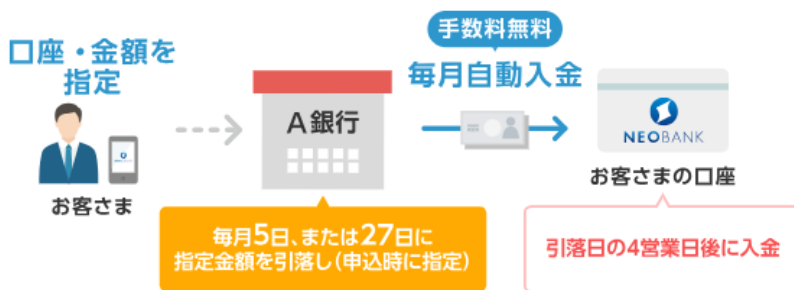 口座・金額を
指定
お客さま
A銀行
毎月5日、または27日に
指定金額を引落し(申込時に指定)
手数料無料
毎月自動入金
NEOBANK
お客さまの口座
引落日の4営業日後に入金